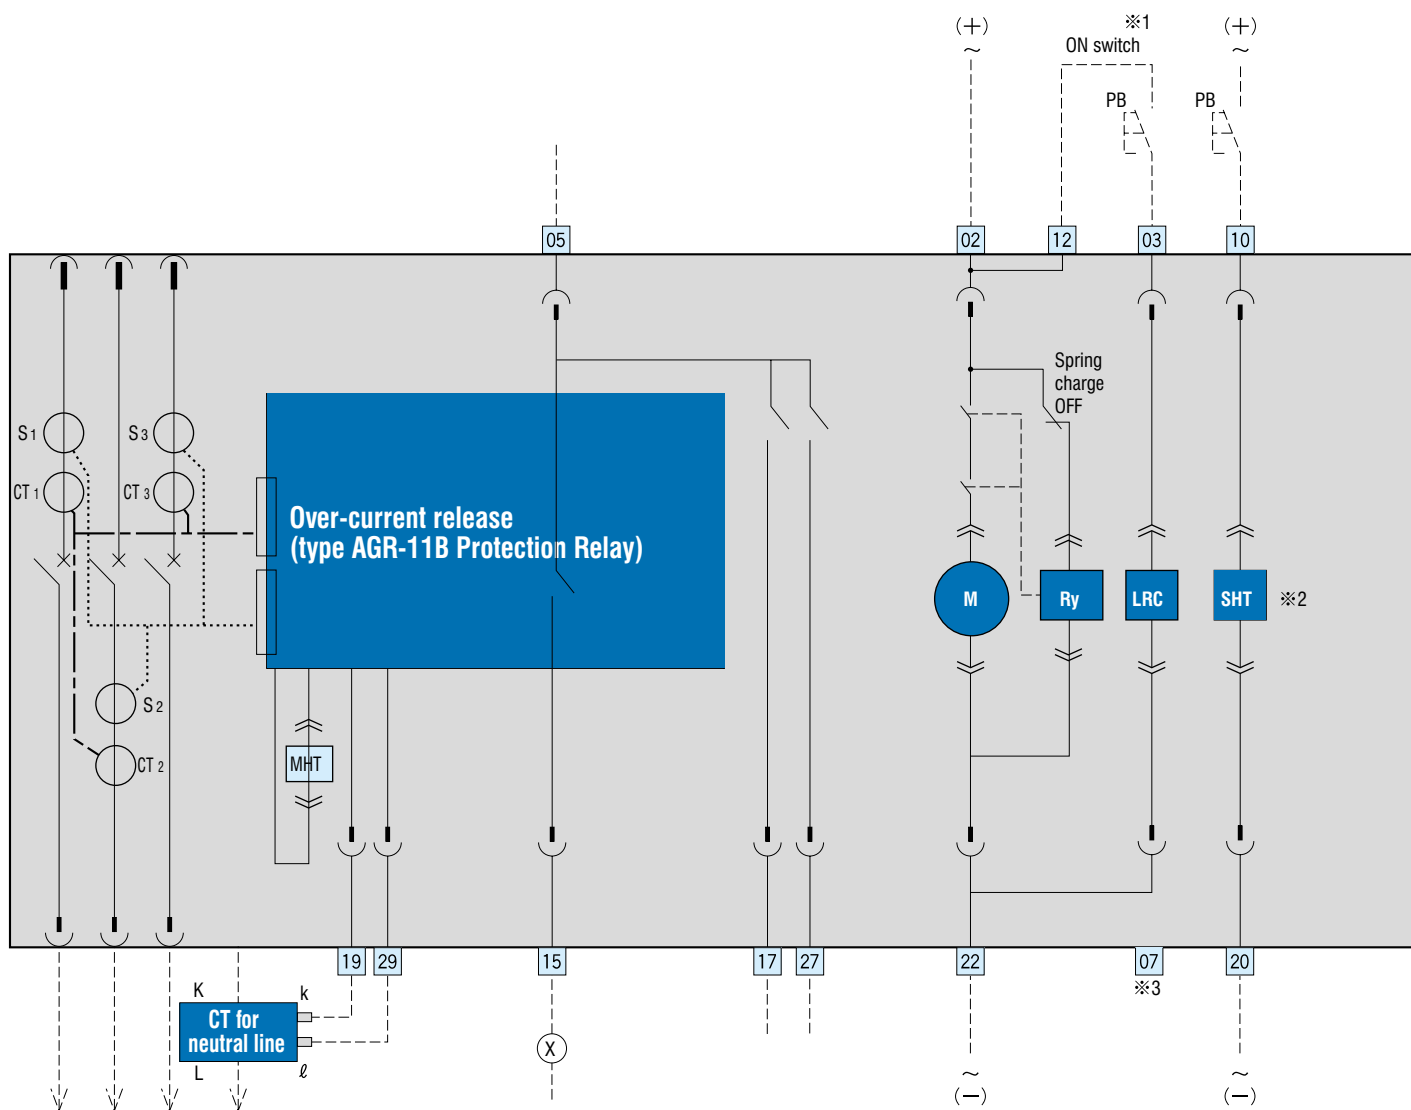 (+)
~
※1
ON switch
(+)
~
PB
PB
05
02
12
03
10
Spring
charge
OFF
S1
S3
CT1
CT3
Over-current release
(type AGR-11B Protection Relay)
M
Ry
LRC
SHT
※2
S2
CT2
MHT
19
29
15
17
27
22
07
20
※3
K
k
CT for
neutral line
L
ℓ
X
~
(−)
~
(−)